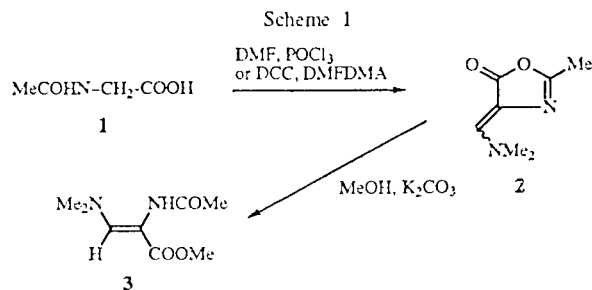 Scheme 1
DMF, POCl3
or DCC, DMFDMA
MeCOHN–CH2–COOH
1
O
O
Me
N
NMe2
2
MeOH, K2CO3
Me2N
NHCOMe
H
COOMe
3